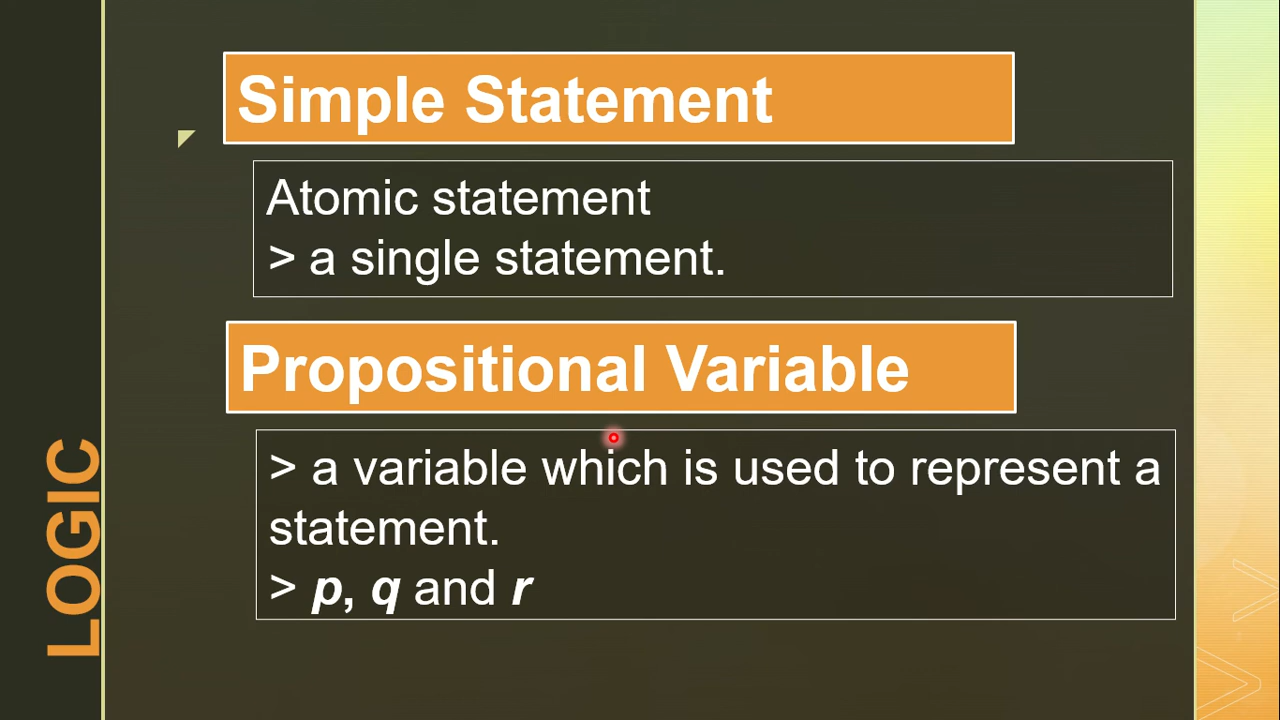 Simple Statement
Atomic statement
> a single statement.
Propositional Variable
> a variable which is used to represent a
statement.
> p, q and r
LOGIC